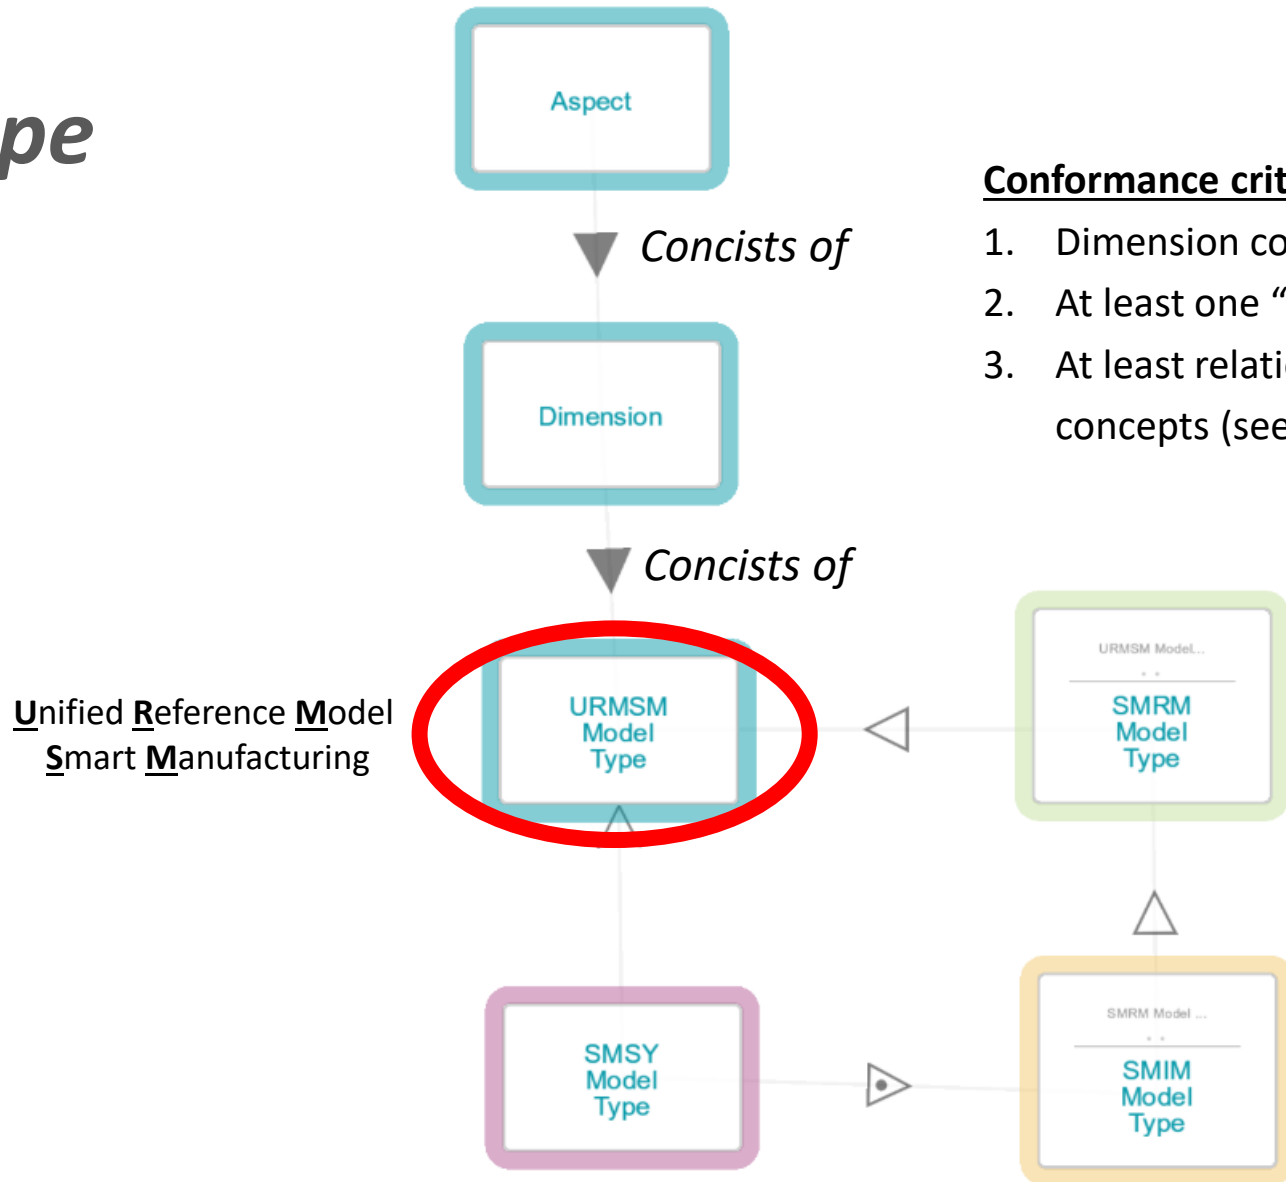 pe
Aspect
Concists of
Conformance crit
1. Dimension co
2. At least one “
3. At least relati
concepts (see
Dimension
Concists of
Unified Reference Model
Smart Manufacturing
URMSM
Model
Type
URMSM Model...
SMRM
Model
Type
SMSY
Model
Type
SMRM Model ...
SMIM
Model
Type